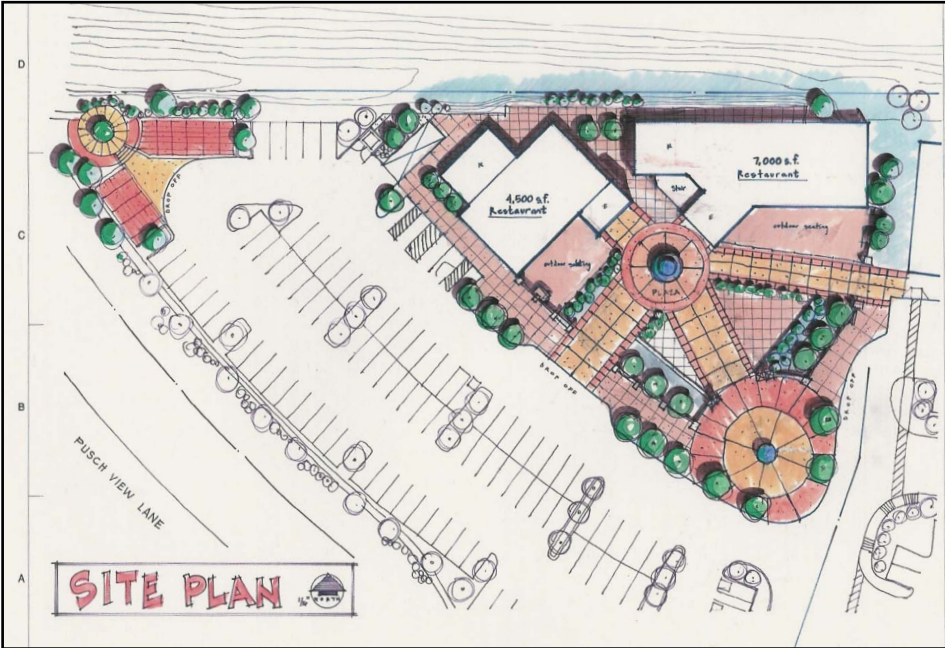 D
C
B
A
DROP OFF
K
4,500 s.f.
Restaurant
E
outdoor seating
K
7,000 s.f.
Restaurant
Stair
E
outdoor seating
PLAZA
DROP OFF
DROP OFF
PUSCH VIEW LANE
SITE PLAN
NORTH